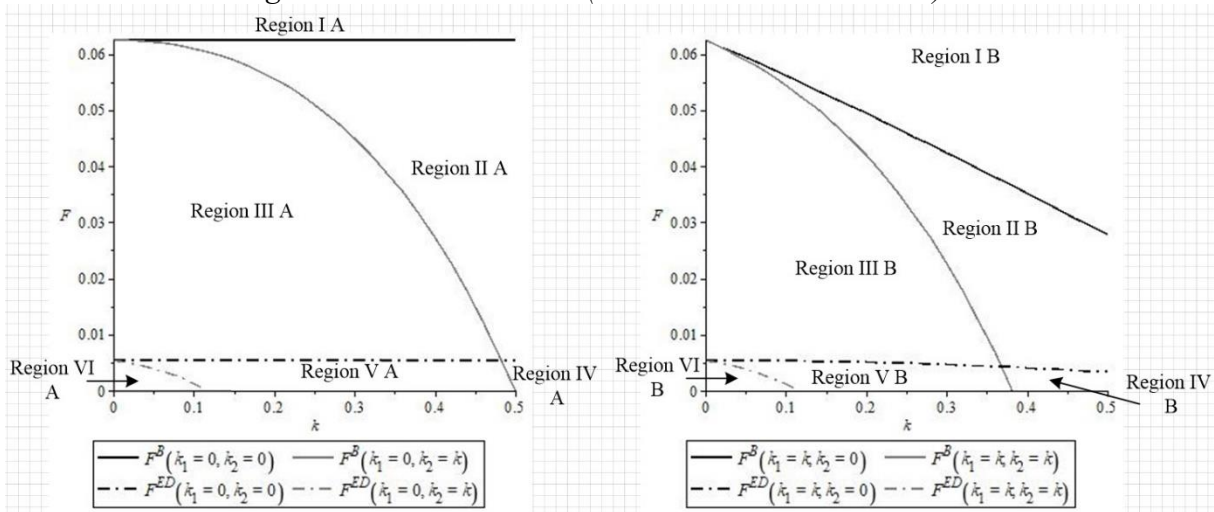 Region I A
0.06
0.05
0.04
0.03
0.02
0.01
0
F
Region II A
Region III A
Region V A
Region VI
A
Region IV
A
0 0.1 0.2 0.3 0.4 0.5
k
F^B(k_1 = 0, k_2 = 0) F^B(k_1 = 0, k_2 = k)
F^ED(k_1 = 0, k_2 = 0) F^ED(k_1 = 0, k_2 = k)
Region I B
0.06
0.05
0.04
0.03
0.02
0.01
0
F
Region II B
Region III B
Region V B
Region VI
B
Region IV
B
0 0.1 0.2 0.3 0.4 0.5
k
F^B(k_1 = k, k_2 = 0) F^B(k_1 = k, k_2 = k)
F^ED(k_1 = k, k_2 = 0) F^ED(k_1 = k, k_2 = k)